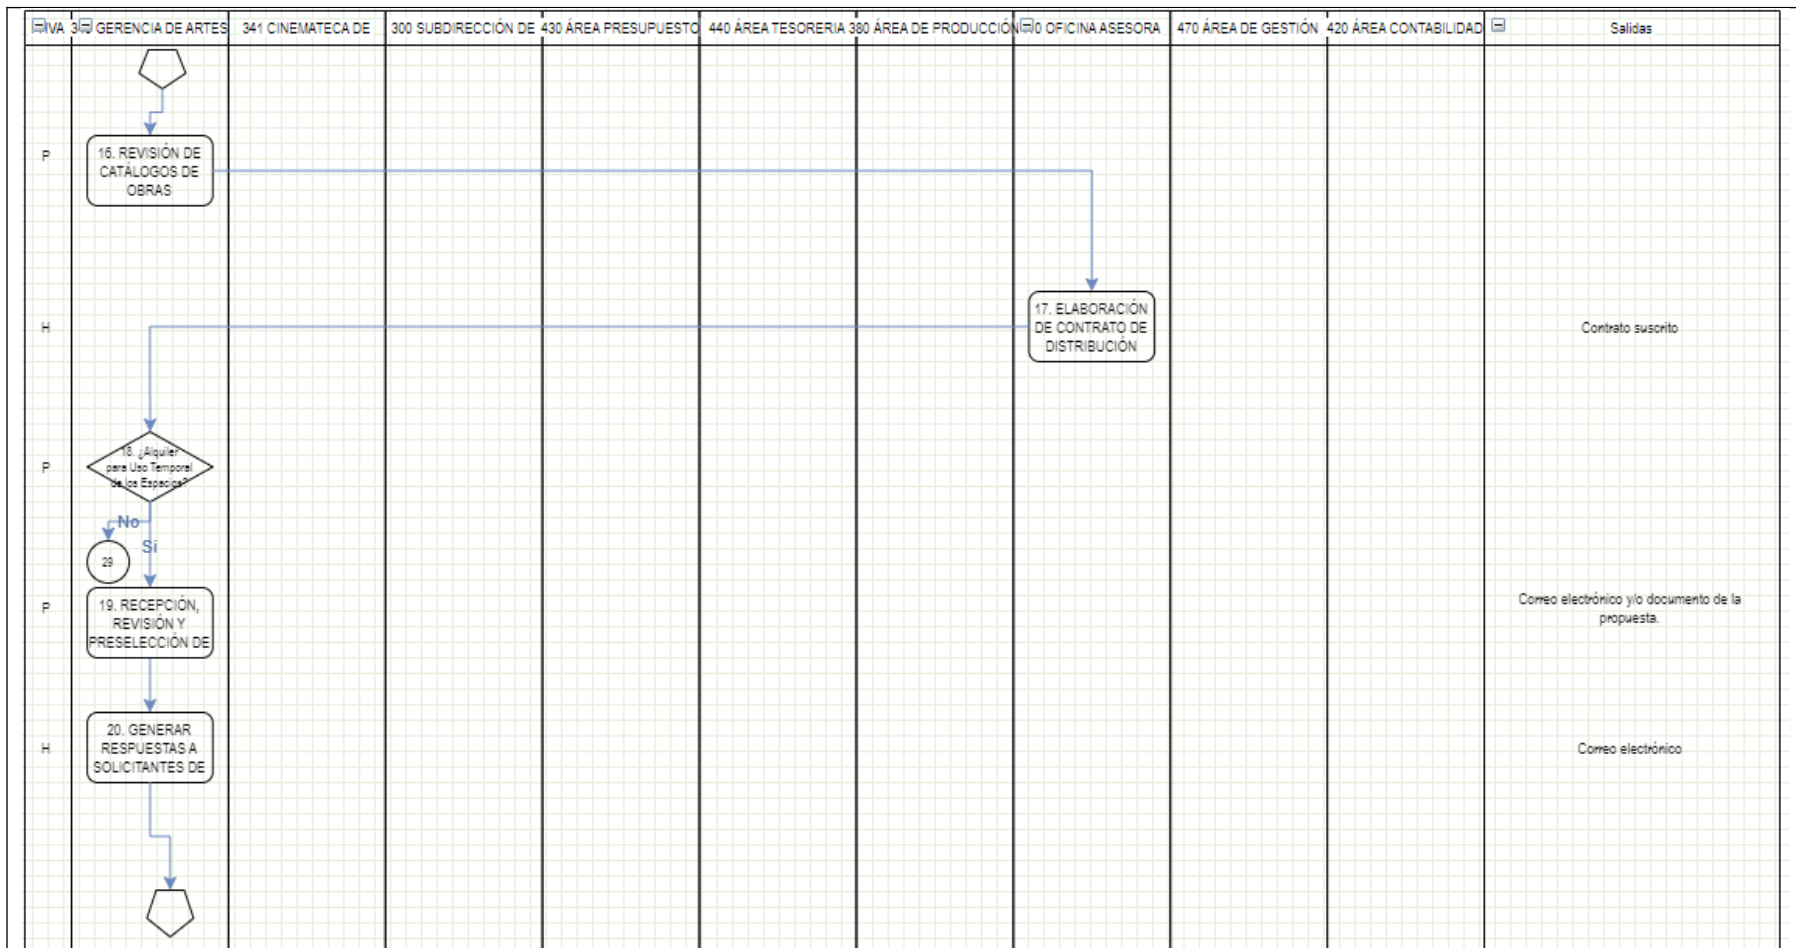 IVA 3 GERENCIA DE ARTES 341 CINEMATECA DE 300 SUBDIRECCIÓN DE 430 ÁREA PRESUPUESTO 440 ÁREA TESORERIA 380 ÁREA DE PRODUCCIÓN 0 OFICINA ASESORA 470 ÁREA DE GESTIÓN 420 ÁREA CONTABILIDAD Salidas
P
16. REVISIÓN DE
CATÁLOGOS DE
OBRAS
H
17. ELABORACIÓN
DE CONTRATO DE
DISTRIBUCIÓN
Contrato suscrito
P
18. ¿Alquiler
para Uso Temporal
de los Espacios?
No
Si
29
P
19. RECEPCIÓN,
REVISIÓN Y
PRESELECCIÓN DE
Correo electrónico y/o documento de la
propuesta.
H
20. GENERAR
RESPUESTAS A
SOLICITANTES DE
Correo electrónico